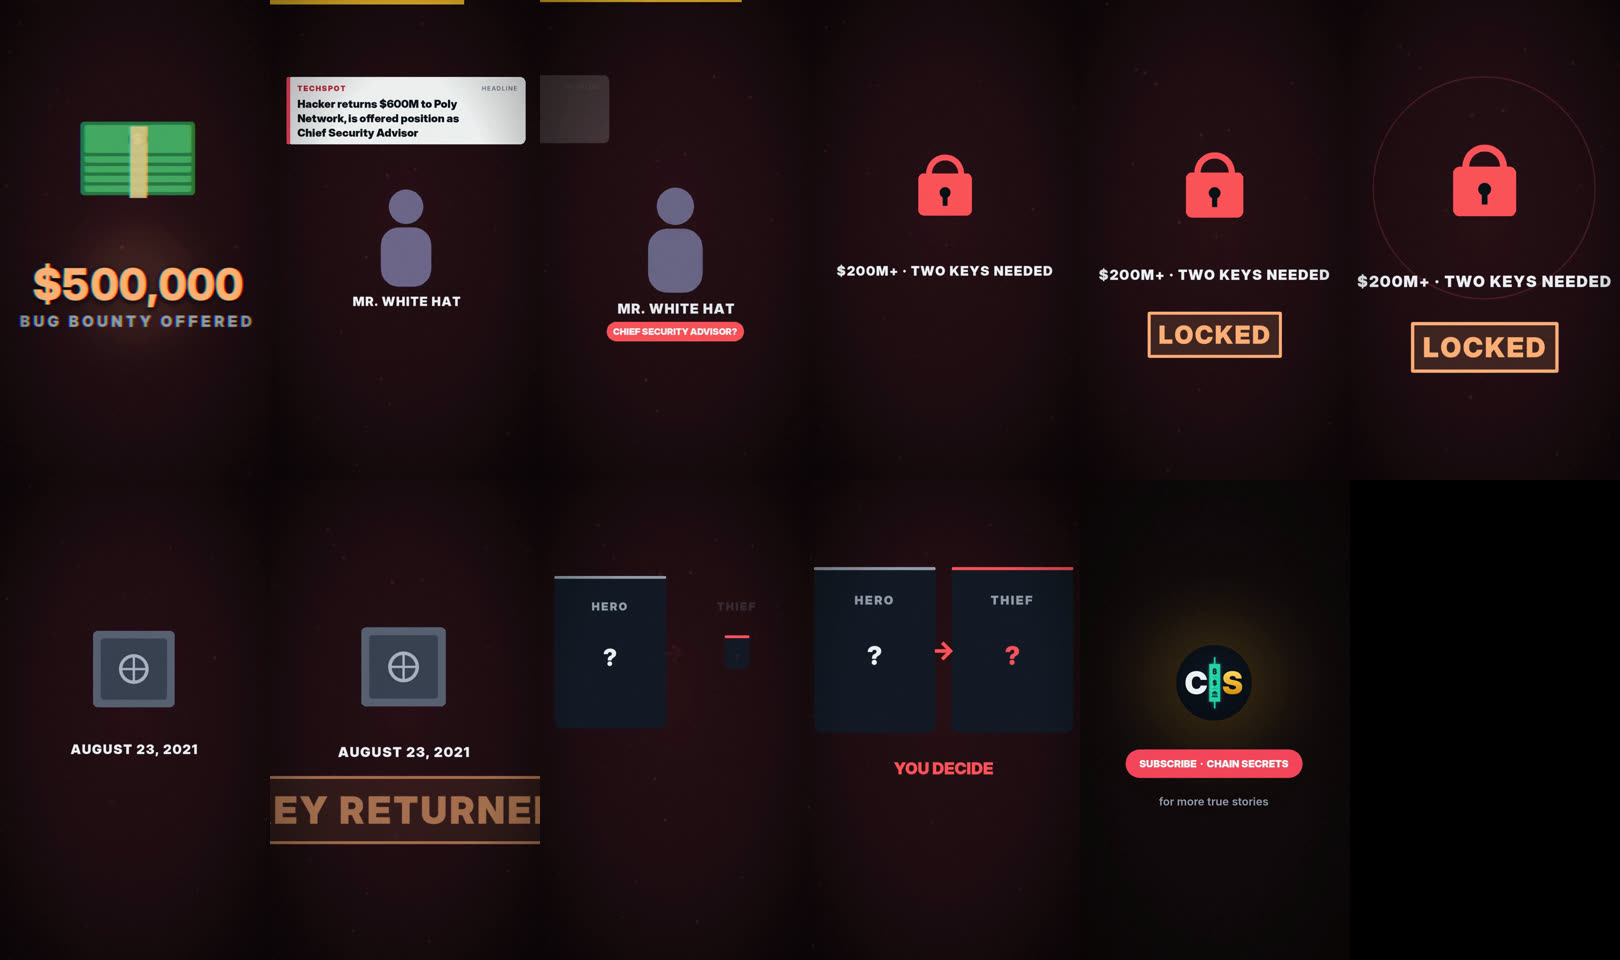 $500,000
BUG BOUNTY OFFERED
TECHSPOT
HEADLINE
Hacker returns $600M to Poly
Network, is offered position as
Chief Security Advisor
MR. WHITE HAT
MR. WHITE HAT
CHIEF SECURITY ADVISOR?
$200M+ · TWO KEYS NEEDED
$200M+ · TWO KEYS NEEDED
LOCKED
$200M+ · TWO KEYS NEEDED
LOCKED
AUGUST 23, 2021
AUGUST 23, 2021
EY RETURNE
HERO
?
THIEF
HERO
?
THIEF
?
YOU DECIDE
CS
SUBSCRIBE · CHAIN SECRETS
for more true stories